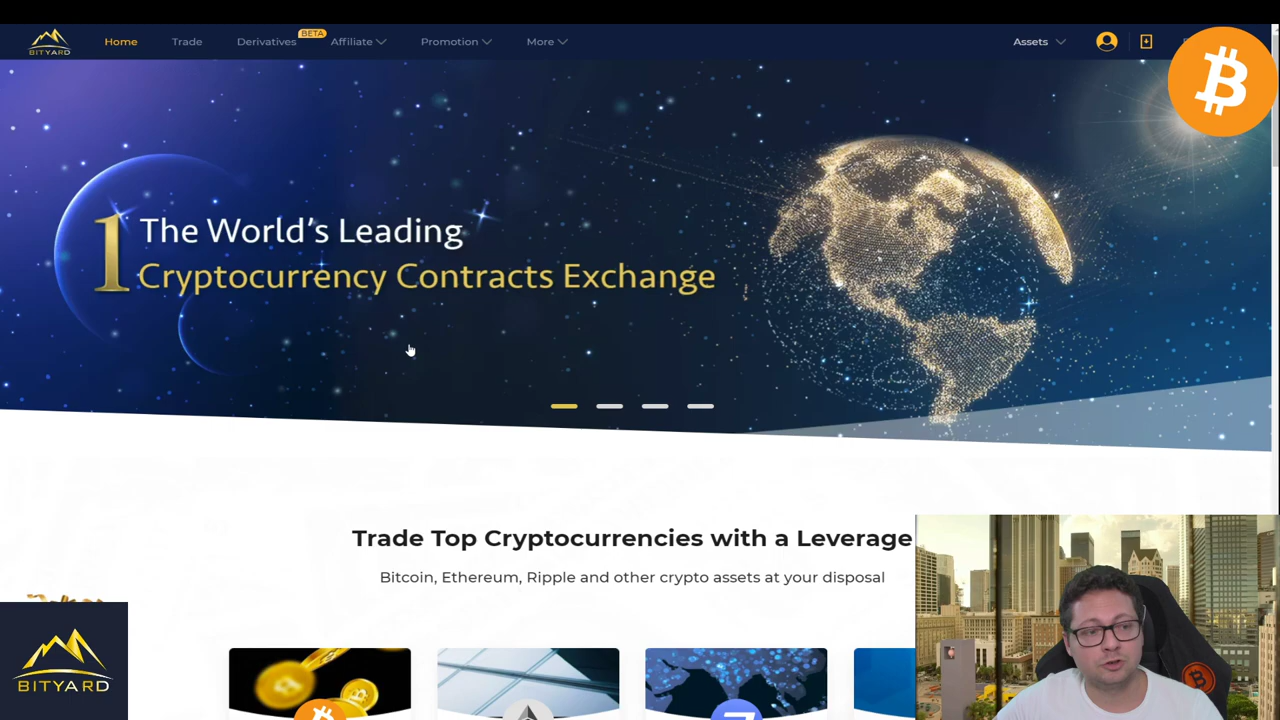 BITYARD
Home
Trade
Derivatives
BETA
Affiliate
Promotion
More
Assets
1 The World's Leading
Cryptocurrency Contracts Exchange
Trade Top Cryptocurrencies with a Leverage
Bitcoin, Ethereum, Ripple and other crypto assets at your disposal
BITYARD